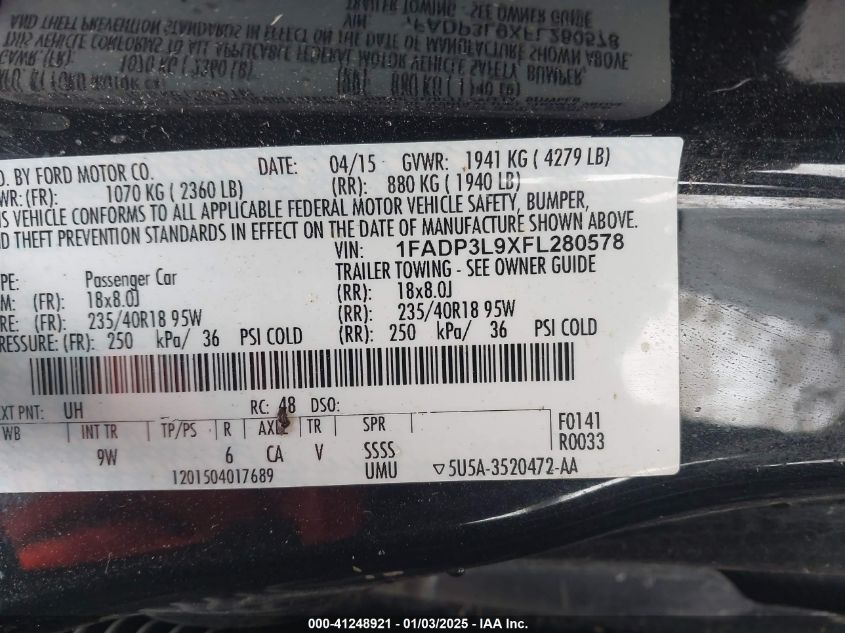 D. BY FORD MOTOR CO.
DATE: 04/15 GVWR: 1941 KG ( 4279 LB)
WR: (FR): 1070 KG ( 2360 LB) (RR): 880 KG ( 1940 LB)
IS VEHICLE CONFORMS TO ALL APPLICABLE FEDERAL MOTOR VEHICLE SAFETY, BUMPER,
D THEFT PREVENTION STANDARDS IN EFFECT ON THE DATE OF MANUFACTURE SHOWN ABOVE.
VIN: 1FADP3L9XFL280578
PE: Passenger Car TRAILER TOWING - SEE OWNER GUIDE
M: (FR): 18x8.0J (RR): 18x8.0J
RE: (FR): 235/40R18 95W (RR): 235/40R18 95W
RESSURE: (FR): 250 kPa/ 36 PSI COLD (RR): 250 kPa/ 36 PSI COLD
XT PNT: UH RC: 48 DSO:
WB INT TR TP/PS R AXLE TR SPR F0141
R0033
9W 6 CA V SSSS
1201504017689 UMU ▽5U5A-3520472-AA
000-41248921 - 01/03/2025 - IAA Inc.